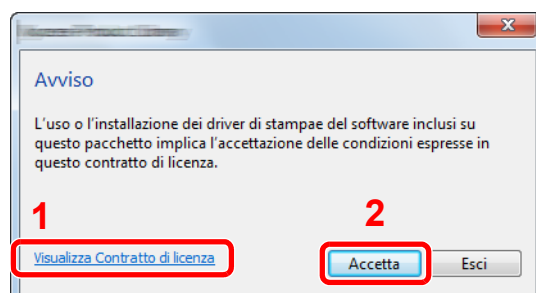 Avviso
L'uso o l'installazione dei driver di stampae del software inclusi su
questo pacchetto implica l'accettazione delle condizioni espresse in
questo contratto di licenza.
1
2
Visualizza Contratto di licenza
Accetta
Esci